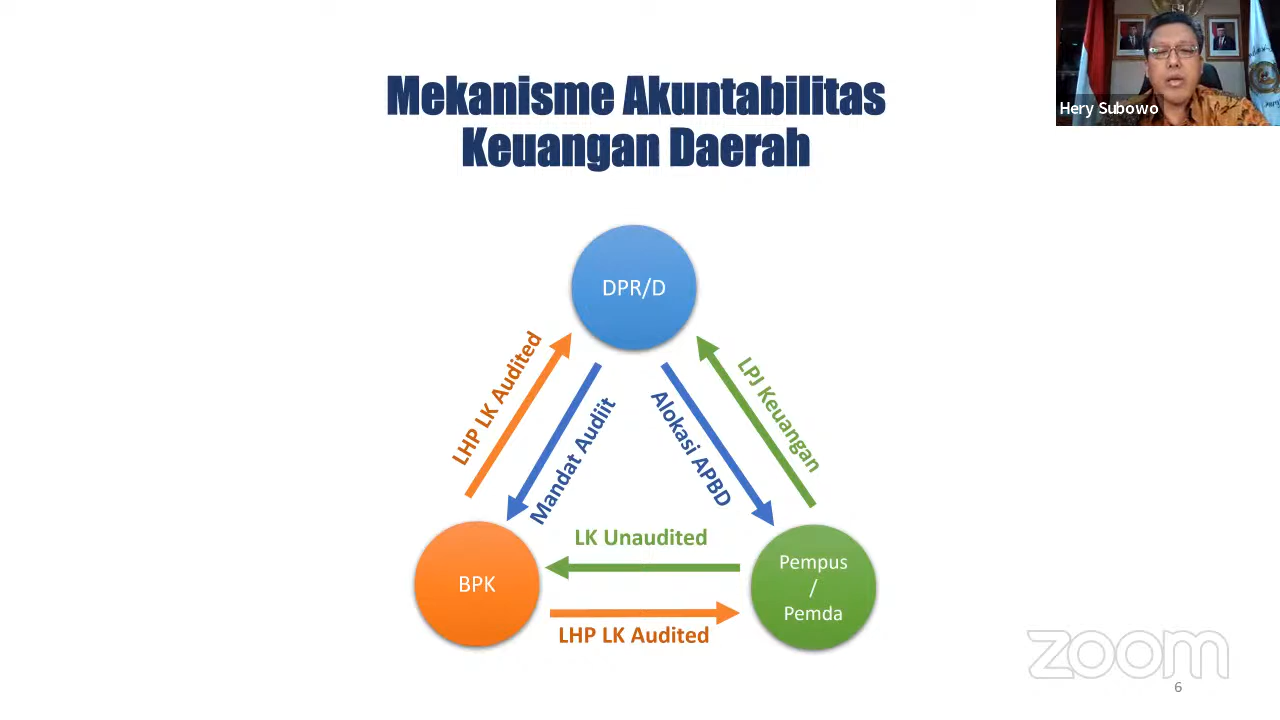 Hery Subowo
Mekanisme Akuntabilitas
Keuangan Daerah
DPR/D
LHP LK Audited
Mandat Audiit
Alokasi APBD
LPJ Keuangan
LK Unaudited
BPK
Pempus
/
Pemda
LHP LK Audited
zoom
6